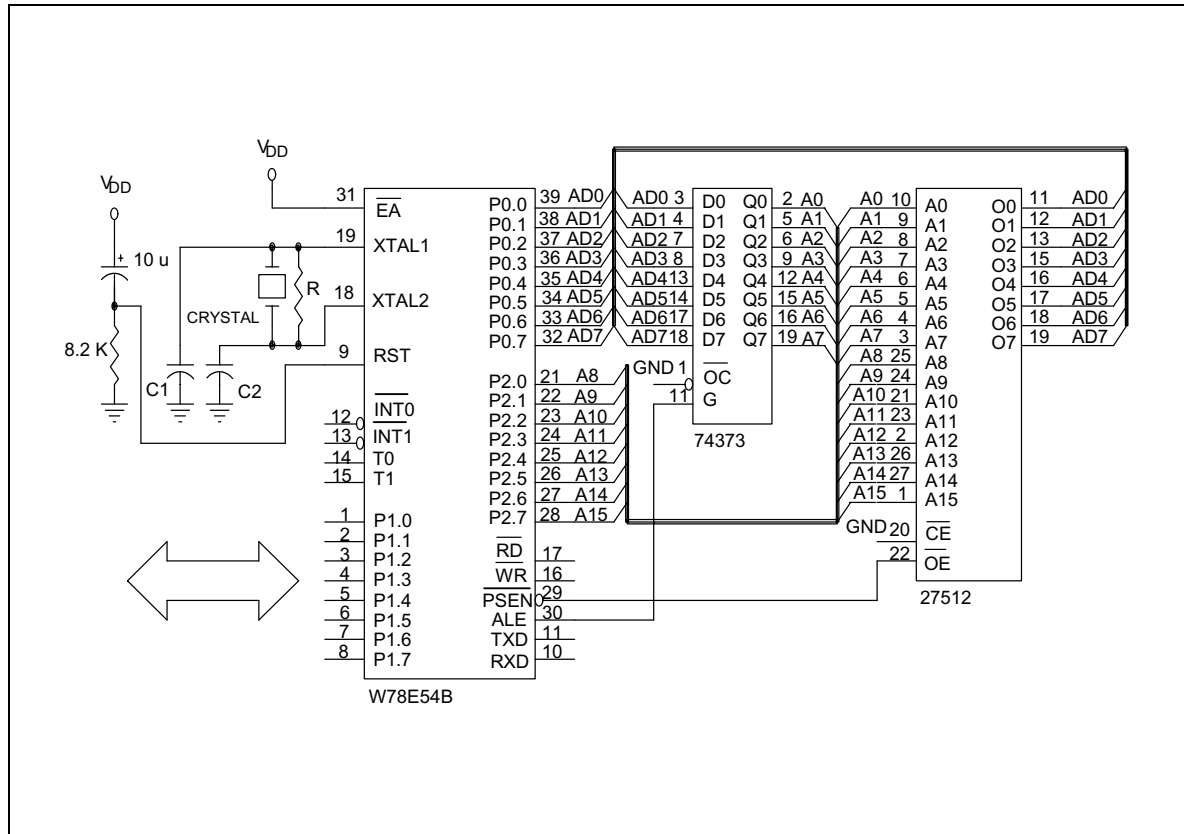 VDD
VDD
10 u
8.2 K
C1
C2
CRYSTAL
R
31 EA
19 XTAL1
18 XTAL2
9 RST
12 INT0
13 INT1
14 T0
15 T1
1 P1.0
2 P1.1
3 P1.2
4 P1.3
5 P1.4
6 P1.5
7 P1.6
8 P1.7
P0.0 39 AD0
P0.1 38 AD1
P0.2 37 AD2
P0.3 36 AD3
P0.4 35 AD4
P0.5 34 AD5
P0.6 33 AD6
P0.7 32 AD7
P2.0 21 A8
P2.1 22 A9
P2.2 23 A10
P2.3 24 A11
P2.4 25 A12
P2.5 26 A13
P2.6 27 A14
P2.7 28 A15
RD 17
WR 16
PSEN 29
ALE 30
TXD 11
RXD 10
W78E54B
AD0 3 D0 Q0 2 A0
AD1 4 D1 Q1 5 A1
AD2 7 D2 Q2 6 A2
AD3 8 D3 Q3 9 A3
AD4 13 D4 Q4 12 A4
AD5 14 D5 Q5 15 A5
AD6 17 D6 Q6 16 A6
AD7 18 D7 Q7 19 A7
GND 1 OC
11 G
74373
A0 10 A0 O0 11 AD0
A1 9 A1 O1 12 AD1
A2 8 A2 O2 13 AD2
A3 7 A3 O3 15 AD3
A4 6 A4 O4 16 AD4
A5 5 A5 O5 17 AD5
A6 4 A6 O6 18 AD6
A7 3 A7 O7 19 AD7
A8 25 A8
A9 24 A9
A10 21 A10
A11 23 A11
A12 2 A12
A13 26 A13
A14 27 A14
A15 1 A15
GND 20 CE
22 OE
27512